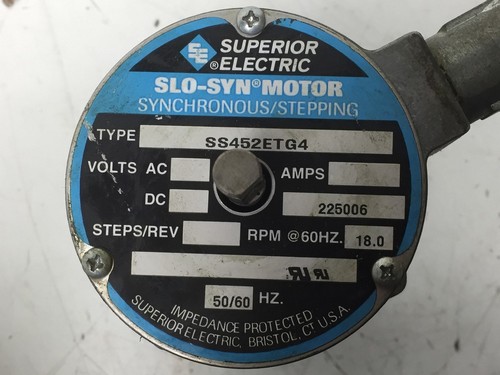 SUPERIOR
®ELECTRIC
SLO-SYN® MOTOR
SYNCHRONOUS/STEPPING
TYPE SS452ETG4
VOLTS AC AMPS
DC 225006
STEPS/REV RPM @60HZ. 18.0
50/60 HZ.
IMPEDANCE PROTECTED
SUPERIOR ELECTRIC, BRISTOL, CT U.S.A.